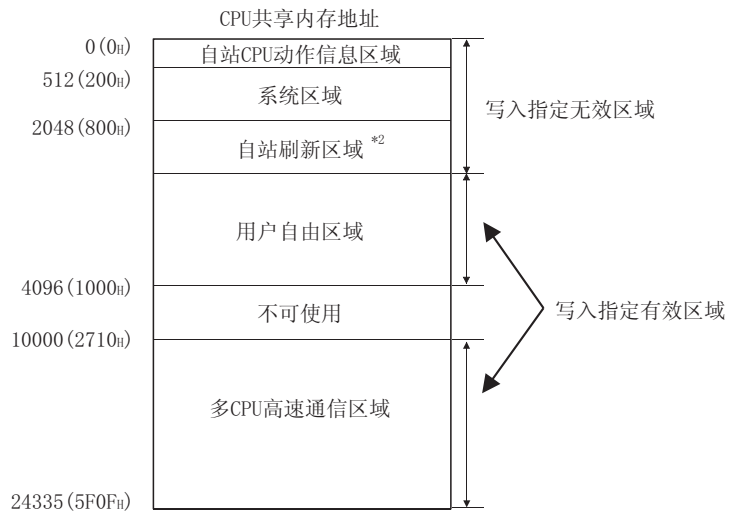 CPU共享内存地址
0(0H)
自站CPU动作信息区域
512(200H)
系统区域
写入指定无效区域
2048(800H)
自站刷新区域 *2
用户自由区域
4096(1000H)
不可使用
写入指定有效区域
10000(2710H)
多CPU高速通信区域
24335(5F0FH)